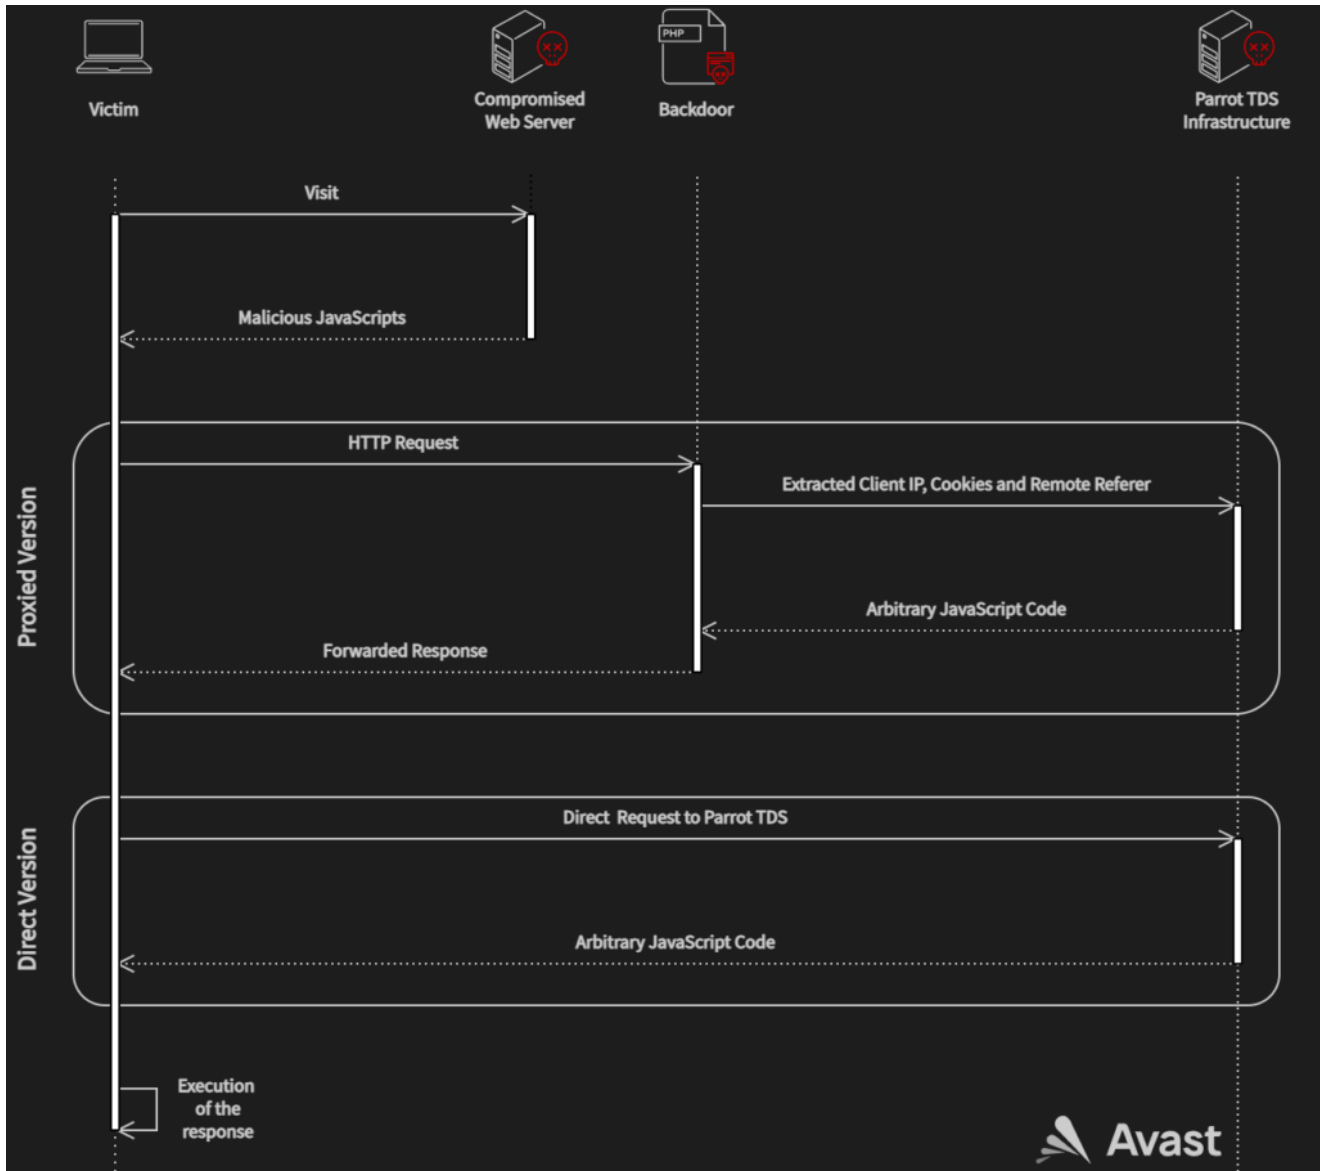 PHP
Victim
Compromised
Web Server
Backdoor
Parrot TDS
Infrastructure
Visit
Malicious JavaScripts
Proxied Version
HTTP Request
Extracted Client IP, Cookies and Remote Referer
Arbitrary JavaScript Code
Forwarded Response
Direct Version
Direct Request to Parrot TDS
Arbitrary JavaScript Code
Execution
of the
response
Avast